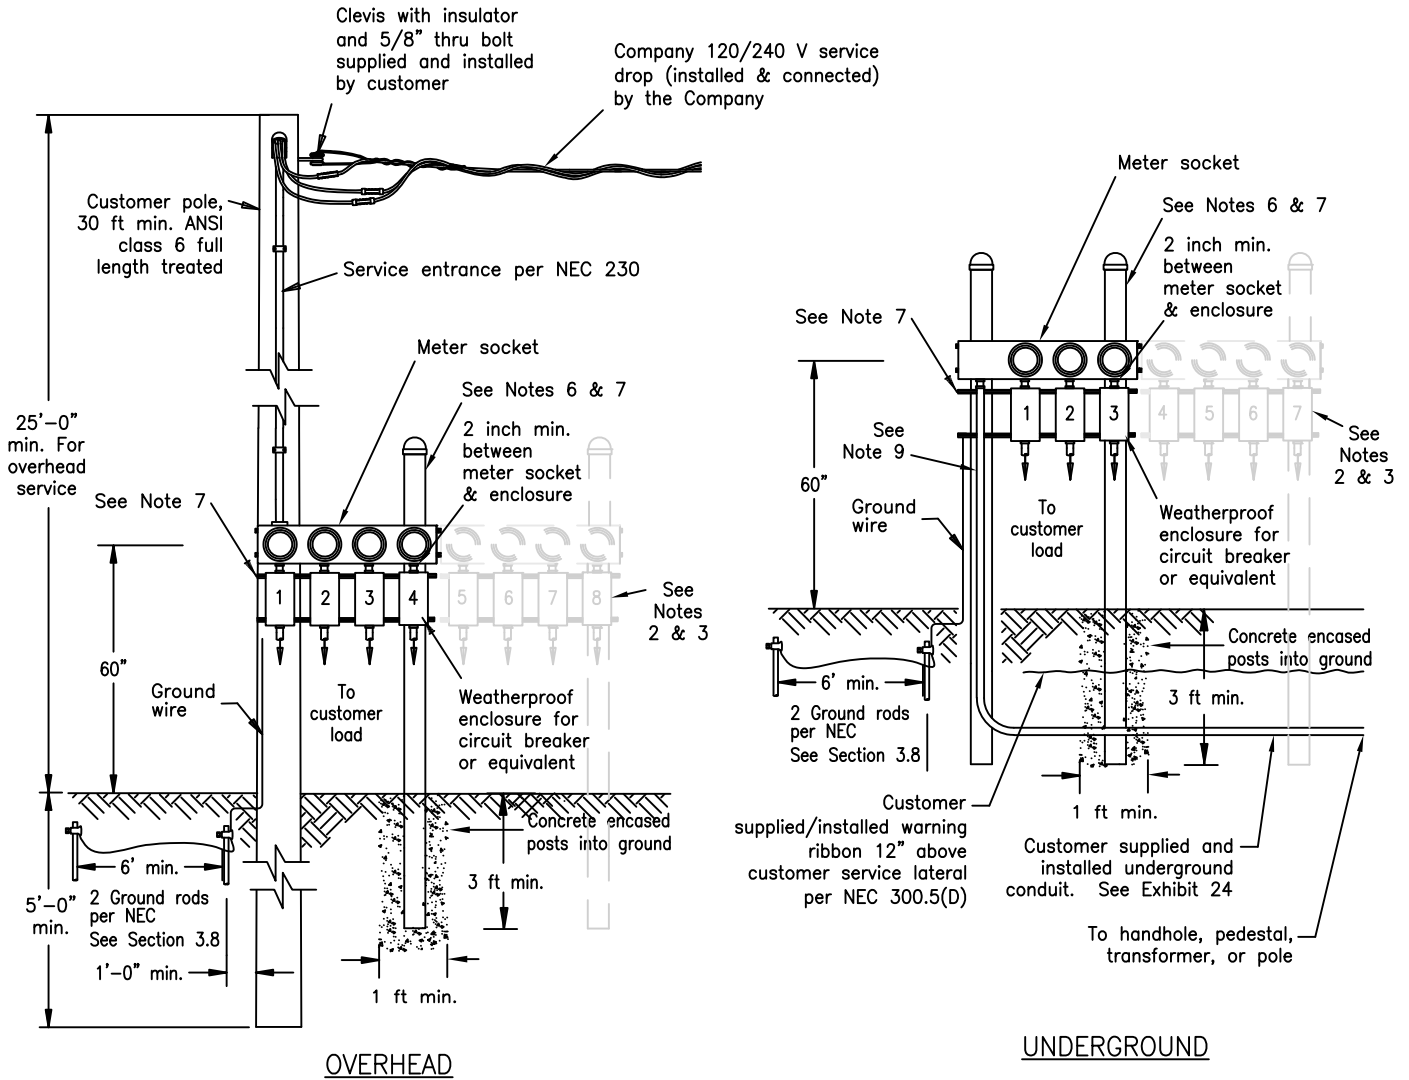 Clevis with insulator
and 5/8" thru bolt
supplied and installed
by customer
Company 120/240 V service
drop (installed & connected)
by the Company
Customer pole,
30 ft min. ANSI
class 6 full
length treated
Service entrance per NEC 230
Meter socket
See Notes 6 & 7
2 inch min.
between
meter socket
& enclosure
25'-0"
min. For
overhead
service
See Note 7
1 2 3 4 5 6 7 8
See
Notes
2 & 3
60"
Ground
wire
To
customer
load
Weatherproof
enclosure for
circuit breaker
or equivalent
Concrete encased
posts into ground
6' min.
3 ft min.
5'-0"
min.
2 Ground rods
per NEC
See Section 3.8
1'-0" min.
1 ft min.
OVERHEAD
Meter socket
See Notes 6 & 7
2 inch min.
between
meter socket
& enclosure
See Note 7
1 2 3 4 5 6 7
See
Note 9
See
Notes
2 & 3
60"
Ground
wire
To
customer
load
Weatherproof
enclosure for
circuit breaker
or equivalent
Concrete encased
posts into ground
6' min.
3 ft min.
2 Ground rods
per NEC
See Section 3.8
1 ft min.
Customer
supplied/installed warning
ribbon 12" above
customer service lateral
per NEC 300.5(D)
Customer supplied and
installed underground
conduit. See Exhibit 24
To handhole, pedestal,
transformer, or pole
UNDERGROUND